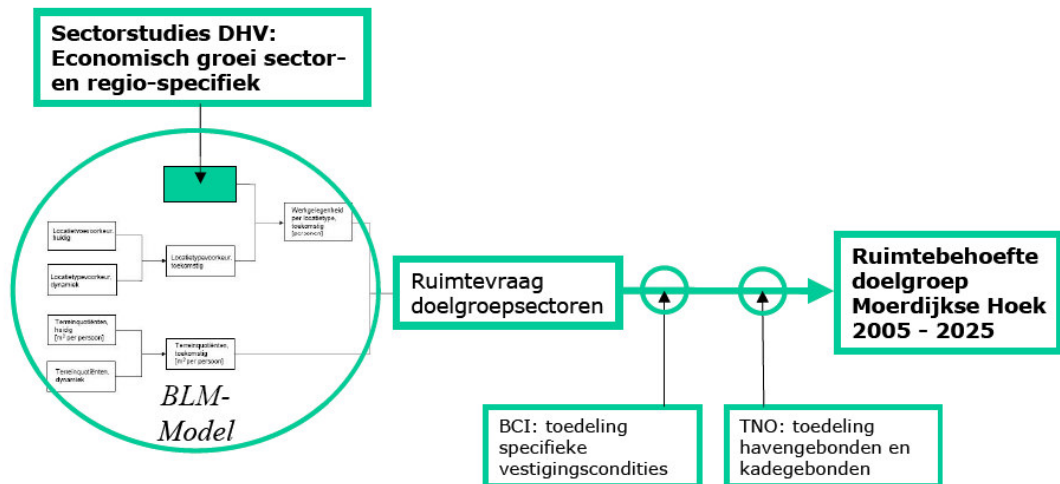 Sectorstudies DHV:
Economisch groei sector-
en regio-specifiek
Werkgelegenheid
per locatietype,
toekomstig
[personen]
Locatietypevoorkeur,
huidig
Locatietypevoorkeur,
toekomstig
Locatietypevoorkeur,
dynamiek
Terreinquotiënten,
huidig
[m² per persoon]
Terreinquotiënten,
toekomstig
[m² per persoon]
Terreinquotiënten,
dynamiek
BLM-
Model
Ruimtevraag
doelgroepsectoren
Ruimtebehoefte
doelgroep
Moerdijkse Hoek
2005 - 2025
BCI: toedeling
specifieke
vestigingscondities
TNO: toedeling
havengebonden en
kadegebonden